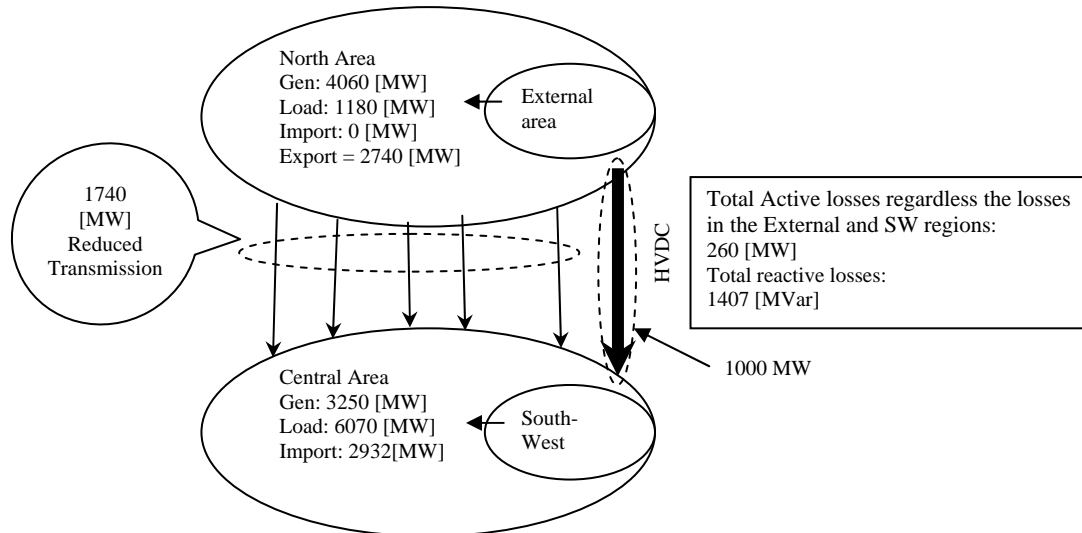 North Area
Gen: 4060 [MW]
Load: 1180 [MW]
Import: 0 [MW]
Export = 2740 [MW]
External
area
1740
[MW]
Reduced
Transmission
HVDC
Total Active losses regardless the losses
in the External and SW regions:
260 [MW]
Total reactive losses:
1407 [MVar]
1000 MW
Central Area
Gen: 3250 [MW]
Load: 6070 [MW]
Import: 2932[MW]
South-
West